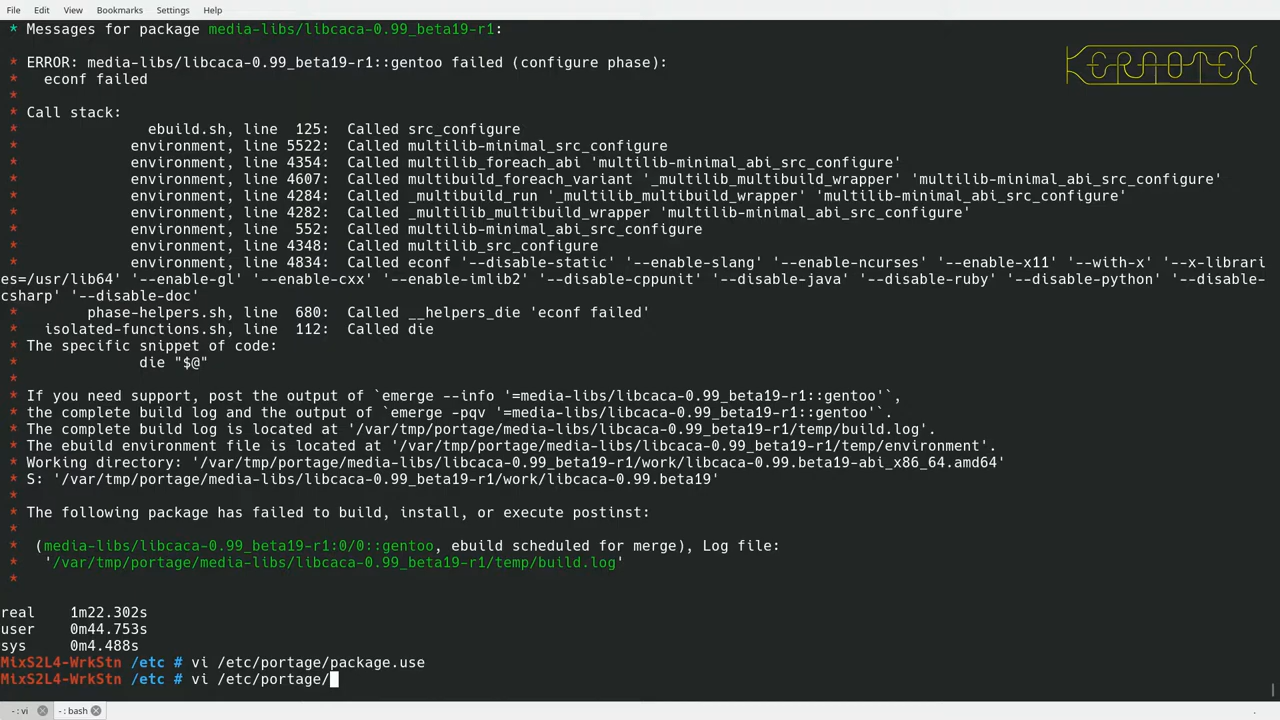 File Edit View Bookmarks Settings Help
* Messages for package media-libs/libcaca-0.99_beta19-r1:
KERAOTEX
* ERROR: media-libs/libcaca-0.99_beta19-r1::gentoo failed (configure phase):
*   econf failed
*
* Call stack:
*               ebuild.sh, line  125:  Called src_configure
*             environment, line 5522:  Called multilib-minimal_src_configure
*             environment, line 4354:  Called multilib_foreach_abi 'multilib-minimal_abi_src_configure'
*             environment, line 4607:  Called multibuild_foreach_variant '_multilib_multibuild_wrapper' 'multilib-minimal_abi_src_configure'
*             environment, line 4284:  Called _multibuild_run '_multilib_multibuild_wrapper' 'multilib-minimal_abi_src_configure'
*             environment, line 4282:  Called _multilib_multibuild_wrapper 'multilib-minimal_abi_src_configure'
*             environment, line  552:  Called multilib-minimal_abi_src_configure
*             environment, line 4348:  Called multilib_src_configure
*             environment, line 4834:  Called econf '--disable-static' '--enable-slang' '--enable-ncurses' '--enable-x11' '--with-x' '--x-librari
es=/usr/lib64' '--enable-gl' '--enable-cxx' '--enable-imlib2' '--disable-cppunit' '--disable-java' '--disable-ruby' '--disable-python' '--disable-
csharp' '--disable-doc'
*        phase-helpers.sh, line  680:  Called __helpers_die 'econf failed'
*   isolated-functions.sh, line  112:  Called die
* The specific snippet of code:
*              die "$@"
*
* If you need support, post the output of `emerge --info '=media-libs/libcaca-0.99_beta19-r1::gentoo'`,
* the complete build log and the output of `emerge -pqv '=media-libs/libcaca-0.99_beta19-r1::gentoo'`.
* The complete build log is located at '/var/tmp/portage/media-libs/libcaca-0.99_beta19-r1/temp/build.log'.
* The ebuild environment file is located at '/var/tmp/portage/media-libs/libcaca-0.99_beta19-r1/temp/environment'.
* Working directory: '/var/tmp/portage/media-libs/libcaca-0.99_beta19-r1/work/libcaca-0.99.beta19-abi_x86_64.amd64'
* S: '/var/tmp/portage/media-libs/libcaca-0.99_beta19-r1/work/libcaca-0.99.beta19'
*
* The following package has failed to build, install, or execute postinst:
*
*  (media-libs/libcaca-0.99_beta19-r1:0/0::gentoo, ebuild scheduled for merge), Log file:
*   '/var/tmp/portage/media-libs/libcaca-0.99_beta19-r1/temp/build.log'
*
real    1m22.302s
user    0m44.753s
sys     0m4.488s
MixS2L4-WrkStn /etc # vi /etc/portage/package.use
MixS2L4-WrkStn /etc # vi /etc/portage/
- : vi - : bash